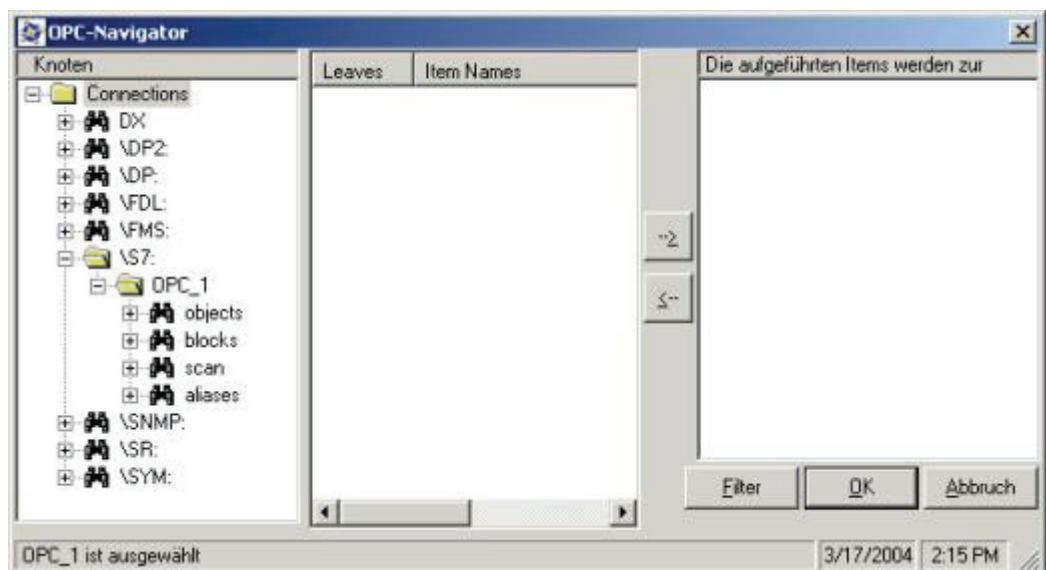 OPC-Navigator
Knoten
Connections
DX
\DP2:
\DP:
\FDL:
\FMS:
\S7:
OPC_1
objects
blocks
scan
aliases
\SNMP:
\SR:
\SYM:
Leaves Item Names
-->
<--
Die aufgeführten Items werden zur
Filter OK Abbruch
OPC_1 ist ausgewählt 3/17/2004 2:15 PM